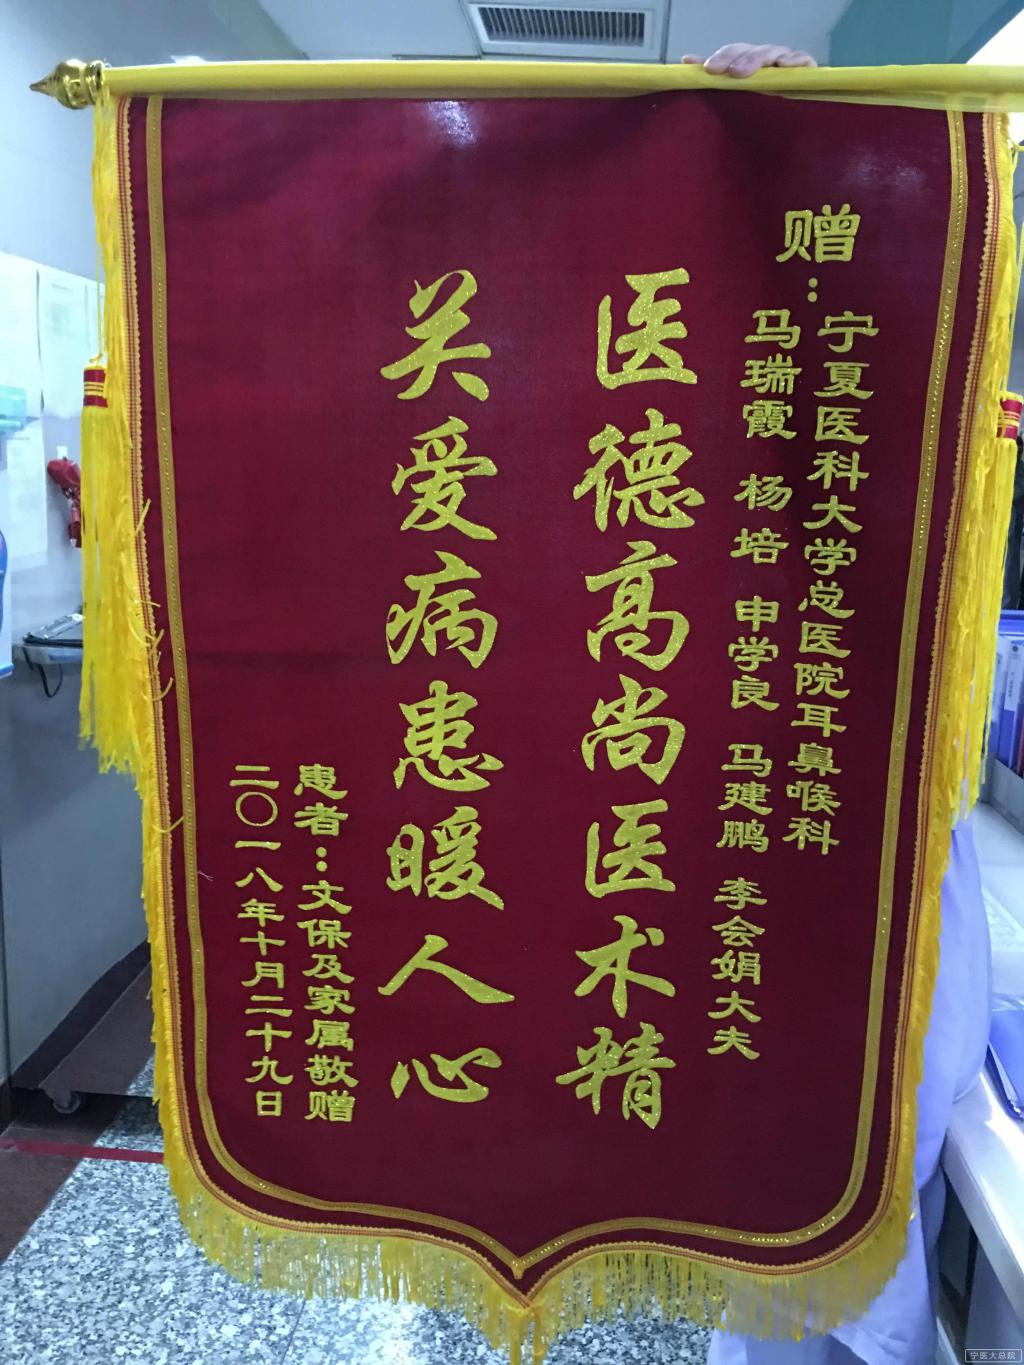 赠：
宁夏医科大学总医院耳鼻喉科
马瑞霞 杨培 申学良 马建鹏 李会娟大夫
医德高尚医术精
关爱病患暖人心
患者：文保及家属敬赠
二〇一八年十月二十九日
宁医大总院